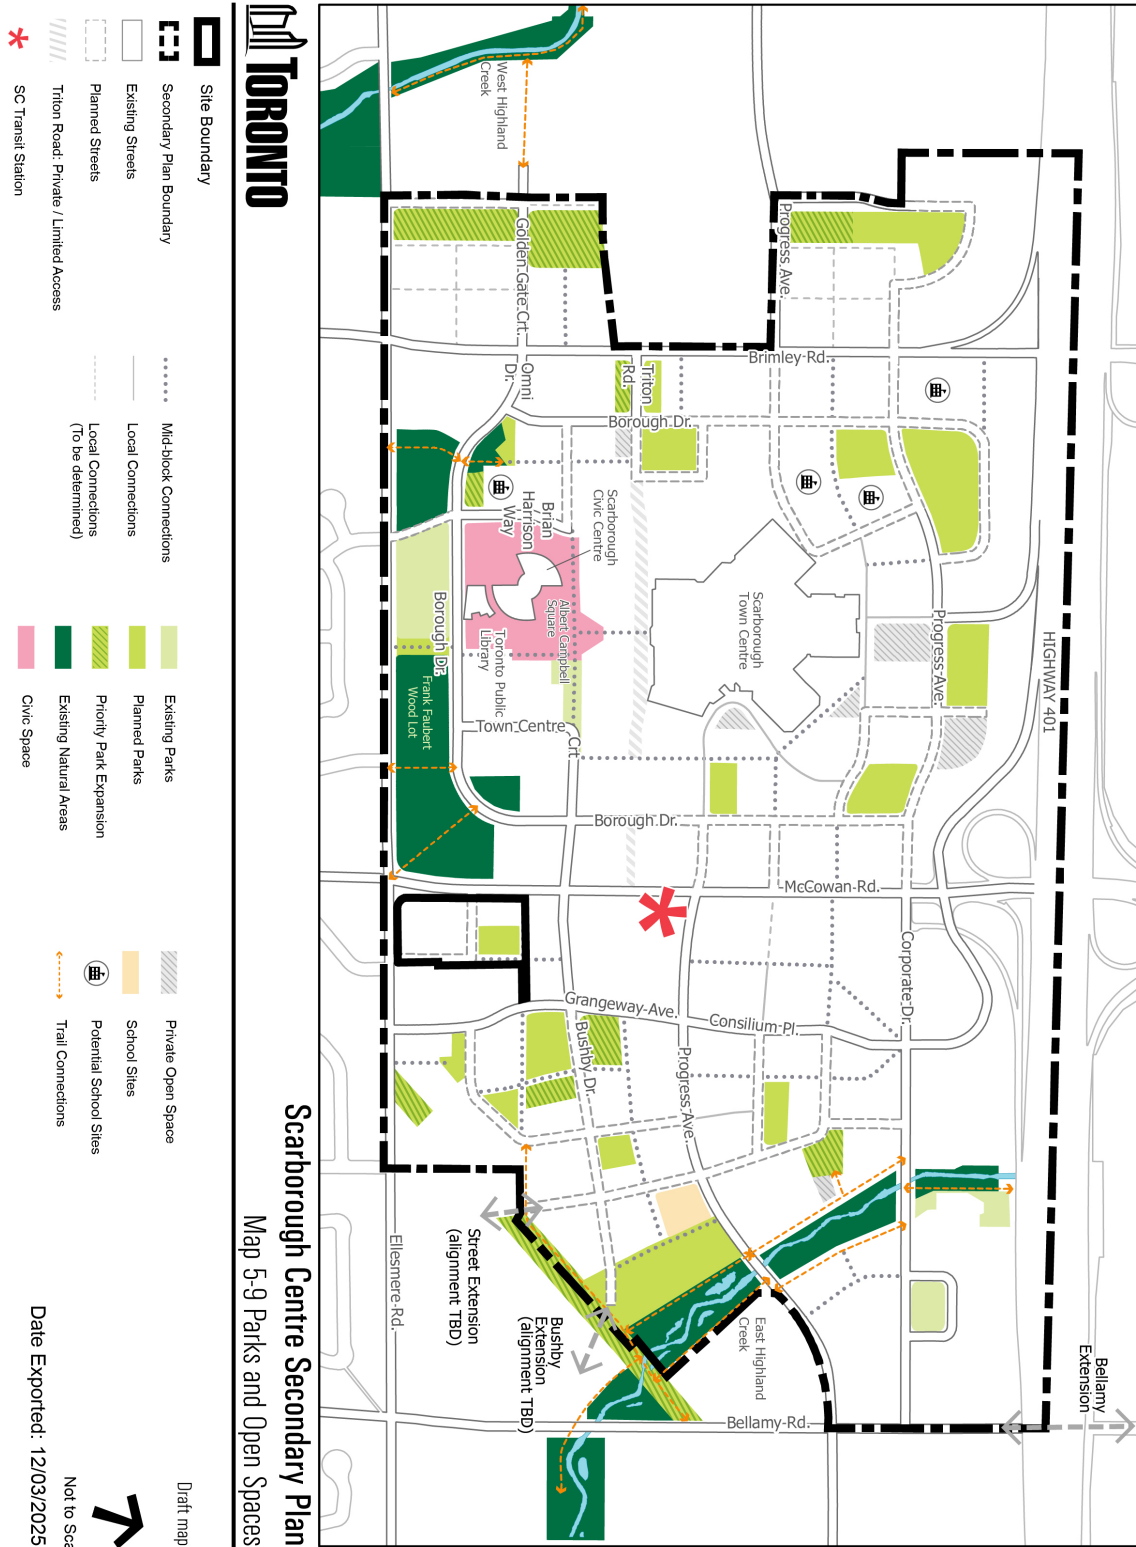 HIGHWAY 401
Bellamy
Extension
Progress Ave.
Progress-Ave.
Corporate Dr.
Brimley-Rd.
McCowan-Rd.
Consilium-Pl.
Bellamy-Rd.
East Highland
Creek
Scarborough
Town Centre
Triton
Rd.
Borough Dr.
Borough Dr.
Progress Ave.
Grangeway-Ave.
Scarborough
Civic Centre
Albert Campbell
Square
Brian
Harrison
Way
Toronto Public
Library
Town-Centre
Crt
Bushby Dr.
Bushby
Extension
(alignment TBD)
West Highland
Creek
Golden-Gate-Crt.
Omni
Dr.
Borough Dr.
Frank Faubert
Wood Lot
Street Extension
(alignment TBD)
Ellesmere-Rd.
TORONTO
Scarborough Centre Secondary Plan
Map 5-9 Parks and Open Spaces
Site Boundary
Secondary Plan Boundary
Existing Streets
Planned Streets
Triton Road: Private / Limited Access
SC Transit Station
Mid-block Connections
Local Connections
Local Connections
(To be determined)
Existing Parks
Planned Parks
Priority Park Expansion
Existing Natural Areas
Civic Space
Private Open Space
School Sites
Potential School Sites
Trail Connections
Draft map
Not to
Date Exported: 12/03/2025